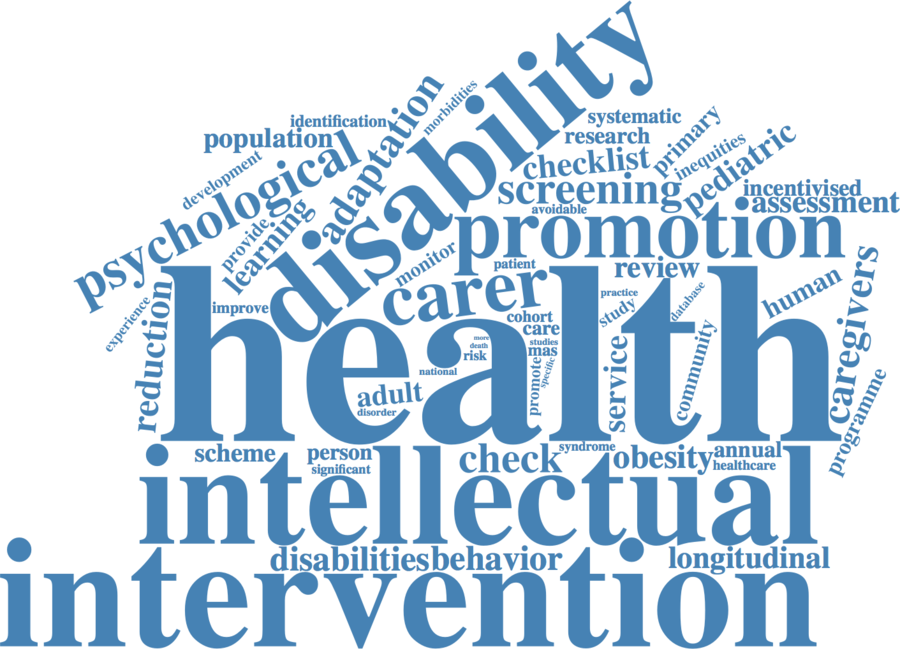 disability
morbidities
identification
adaptation
systematic
population
research
primary
psychological
checklist
inequities
pediatric
development
screening
incentivised
assessment
learning
provide
avoidable
promotion
monitor
patient
review
carer
human
caregivers
experience
reduction
improve
health
practice
database
study
cohort
care
studies
mas
more
death
risk
national
specific
promote
service
community
adult
disorder
programme
scheme
person
significant
check
syndrome
obesity
annual
healthcare
intellectual
disabilities
behavior
longitudinal
intervention